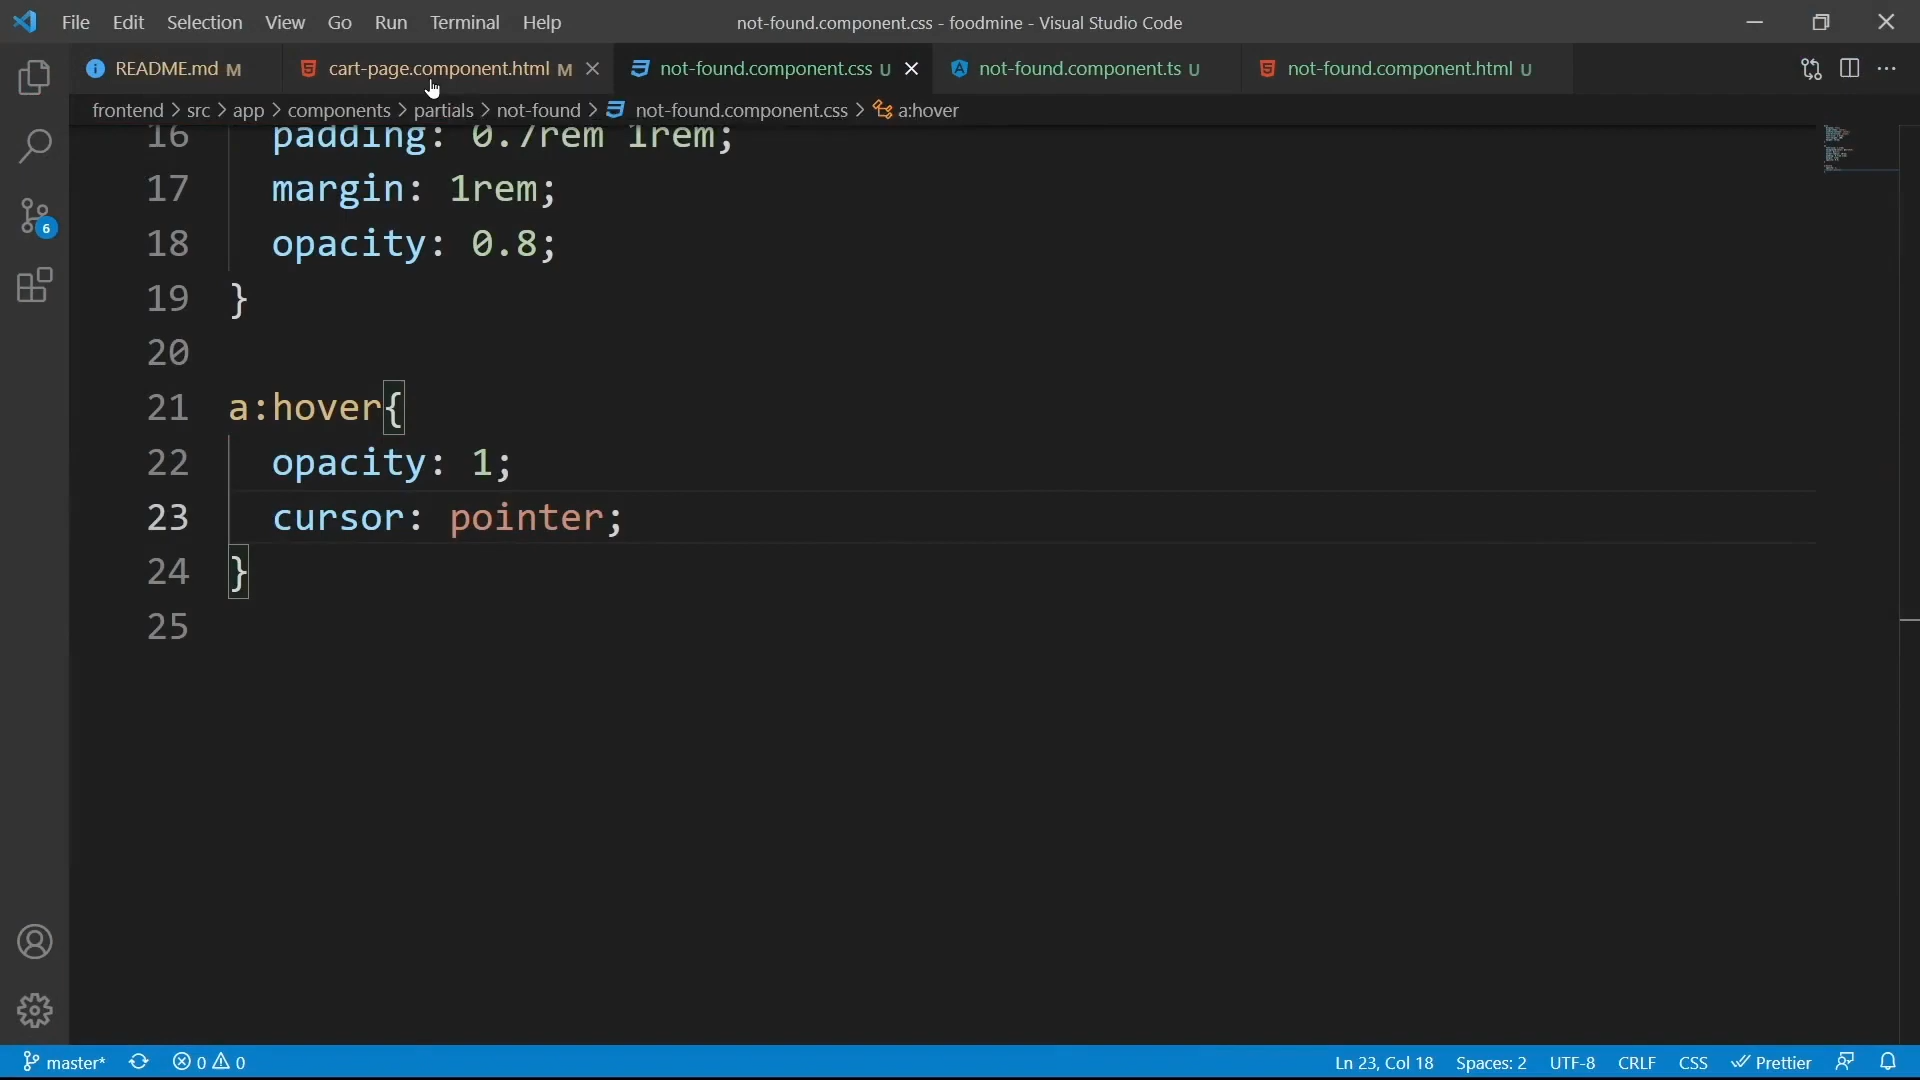 File Edit Selection View Go Run Terminal Help not-found.component.css - foodmine - Visual Studio Code
README.md M cart-page.component.html M not-found.component.css U not-found.component.ts U not-found.component.html U
frontend > src > app > components > partials > not-found > not-found.component.css > a:hover
16 padding: 0.7rem 1rem;
17 margin: 1rem;
18 opacity: 0.8;
19 }
20
21 a:hover{
22 opacity: 1;
23 cursor: pointer;
24 }
25
6
master* 0 0 Ln 23, Col 18 Spaces: 2 UTF-8 CRLF CSS Prettier